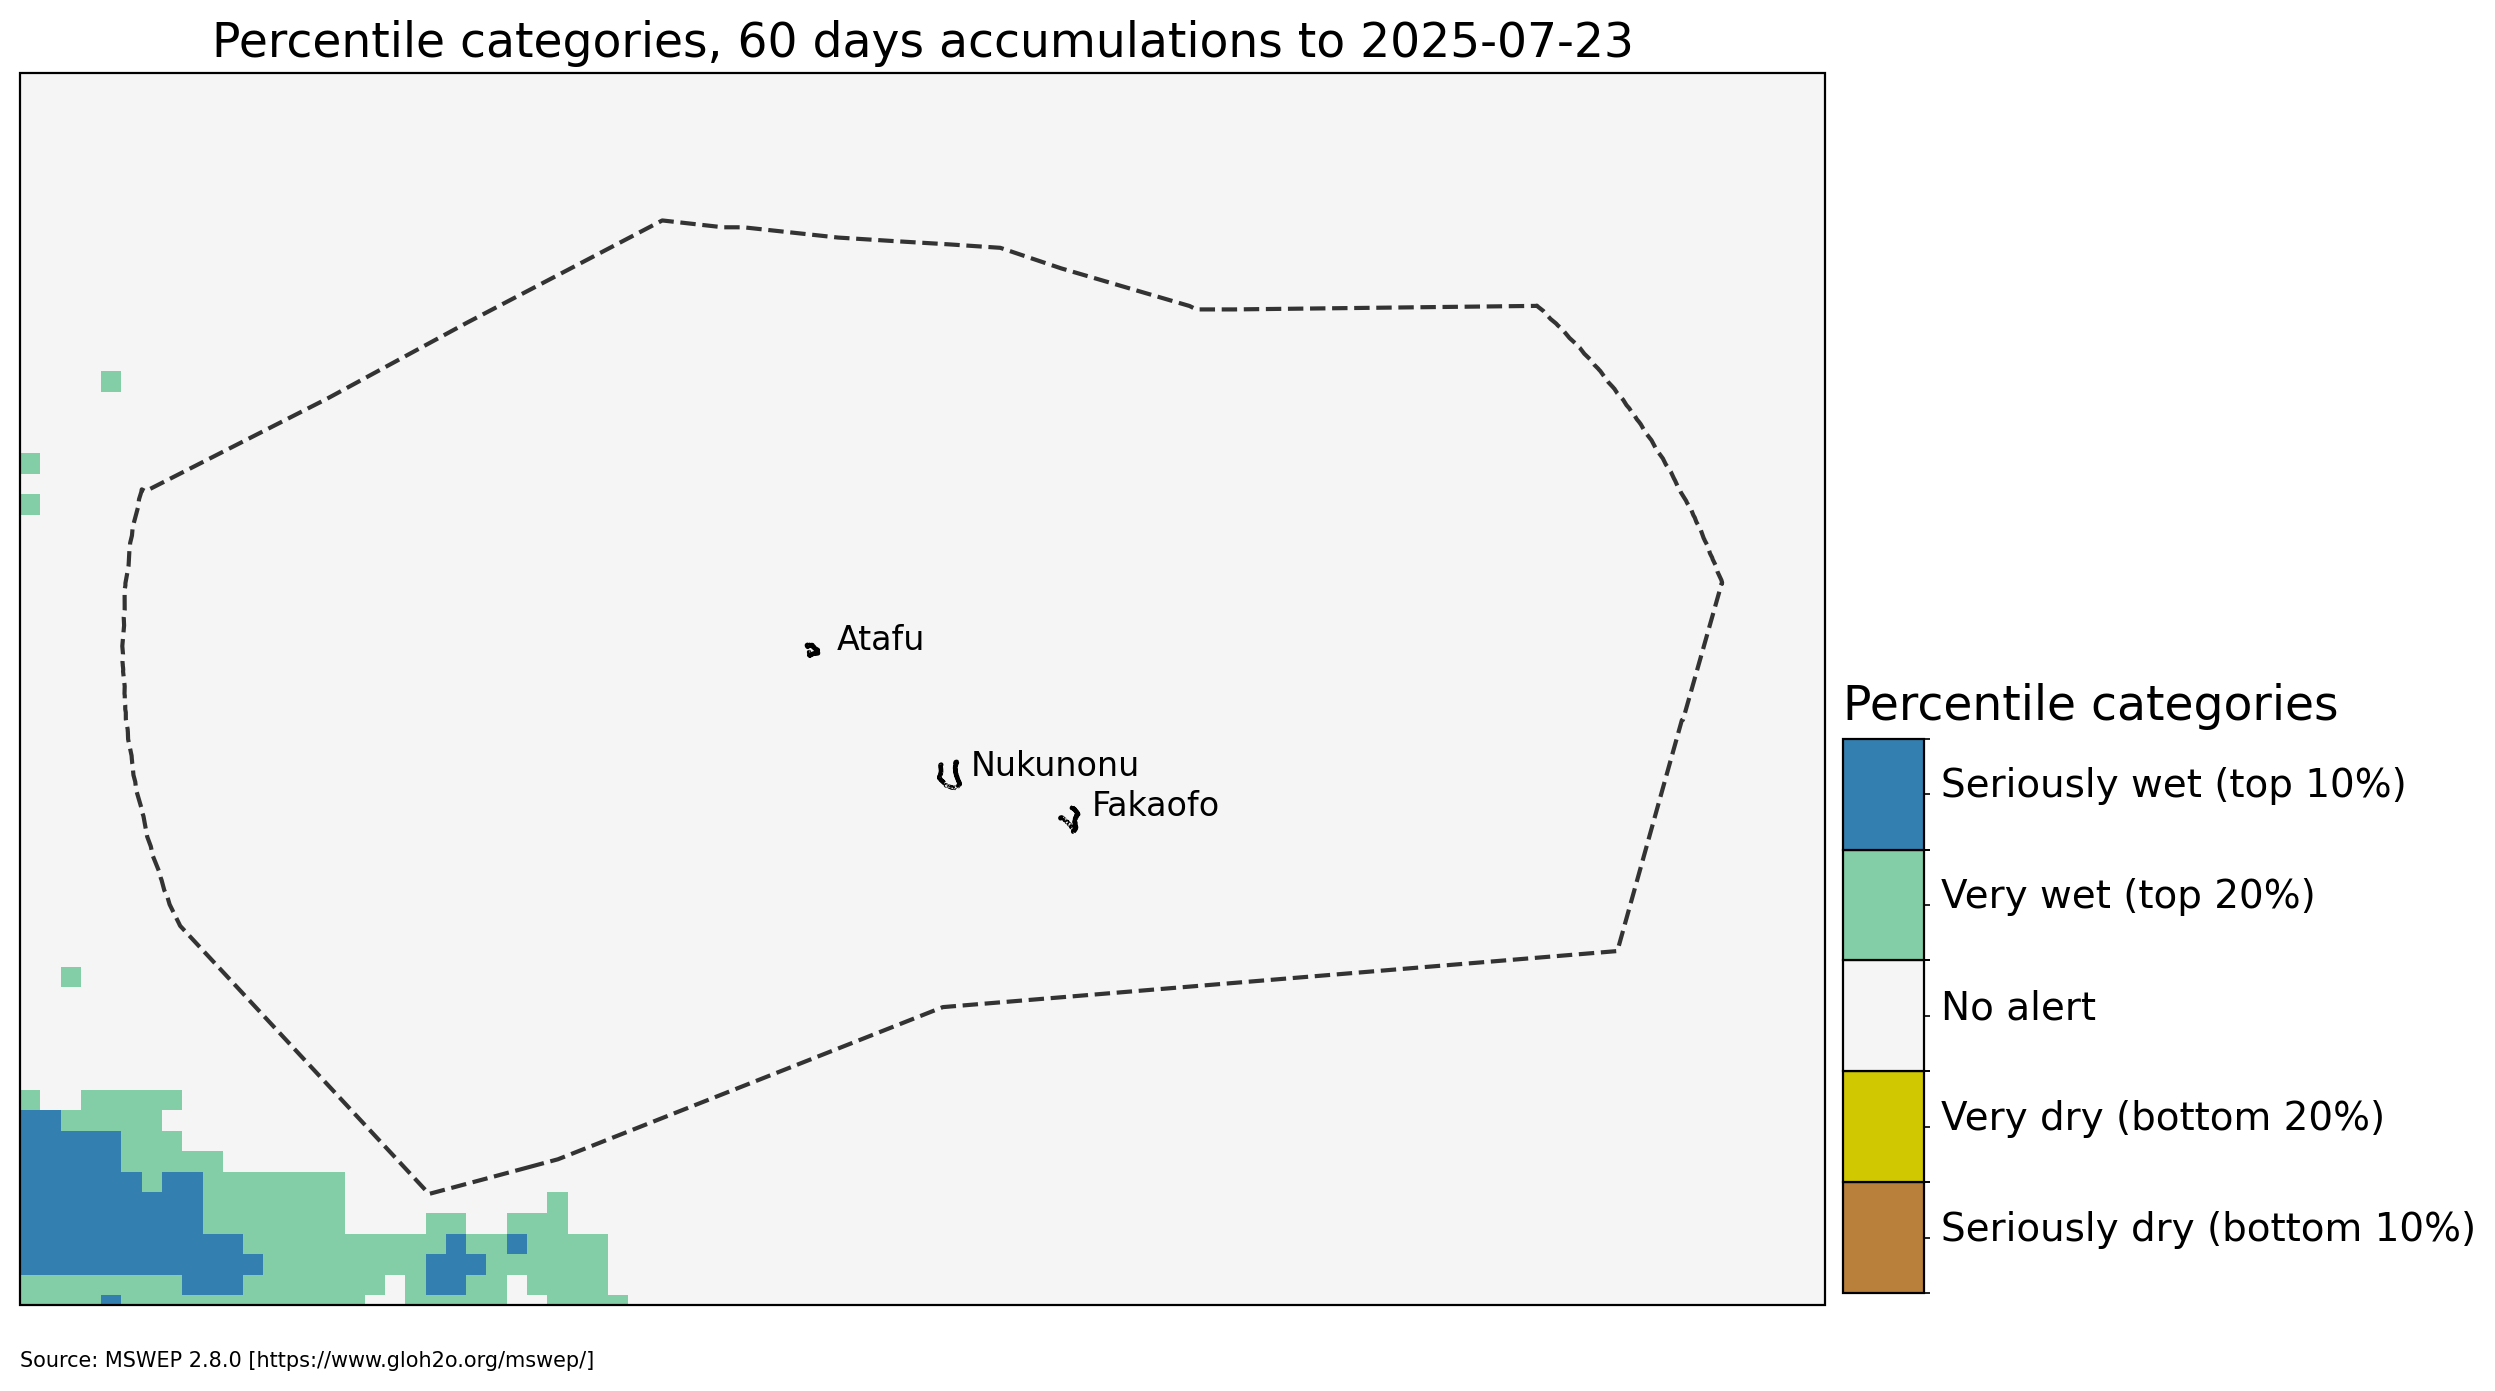 Percentile categories, 60 days accumulations to 2025-07-23
Atafu
Nukunonu
Fakaofo
Percentile categories
Seriously wet (top 10%)
Very wet (top 20%)
No alert
Very dry (bottom 20%)
Seriously dry (bottom 10%)
Source: MSWEP 2.8.0 [https://www.gloh2o.org/mswep/]